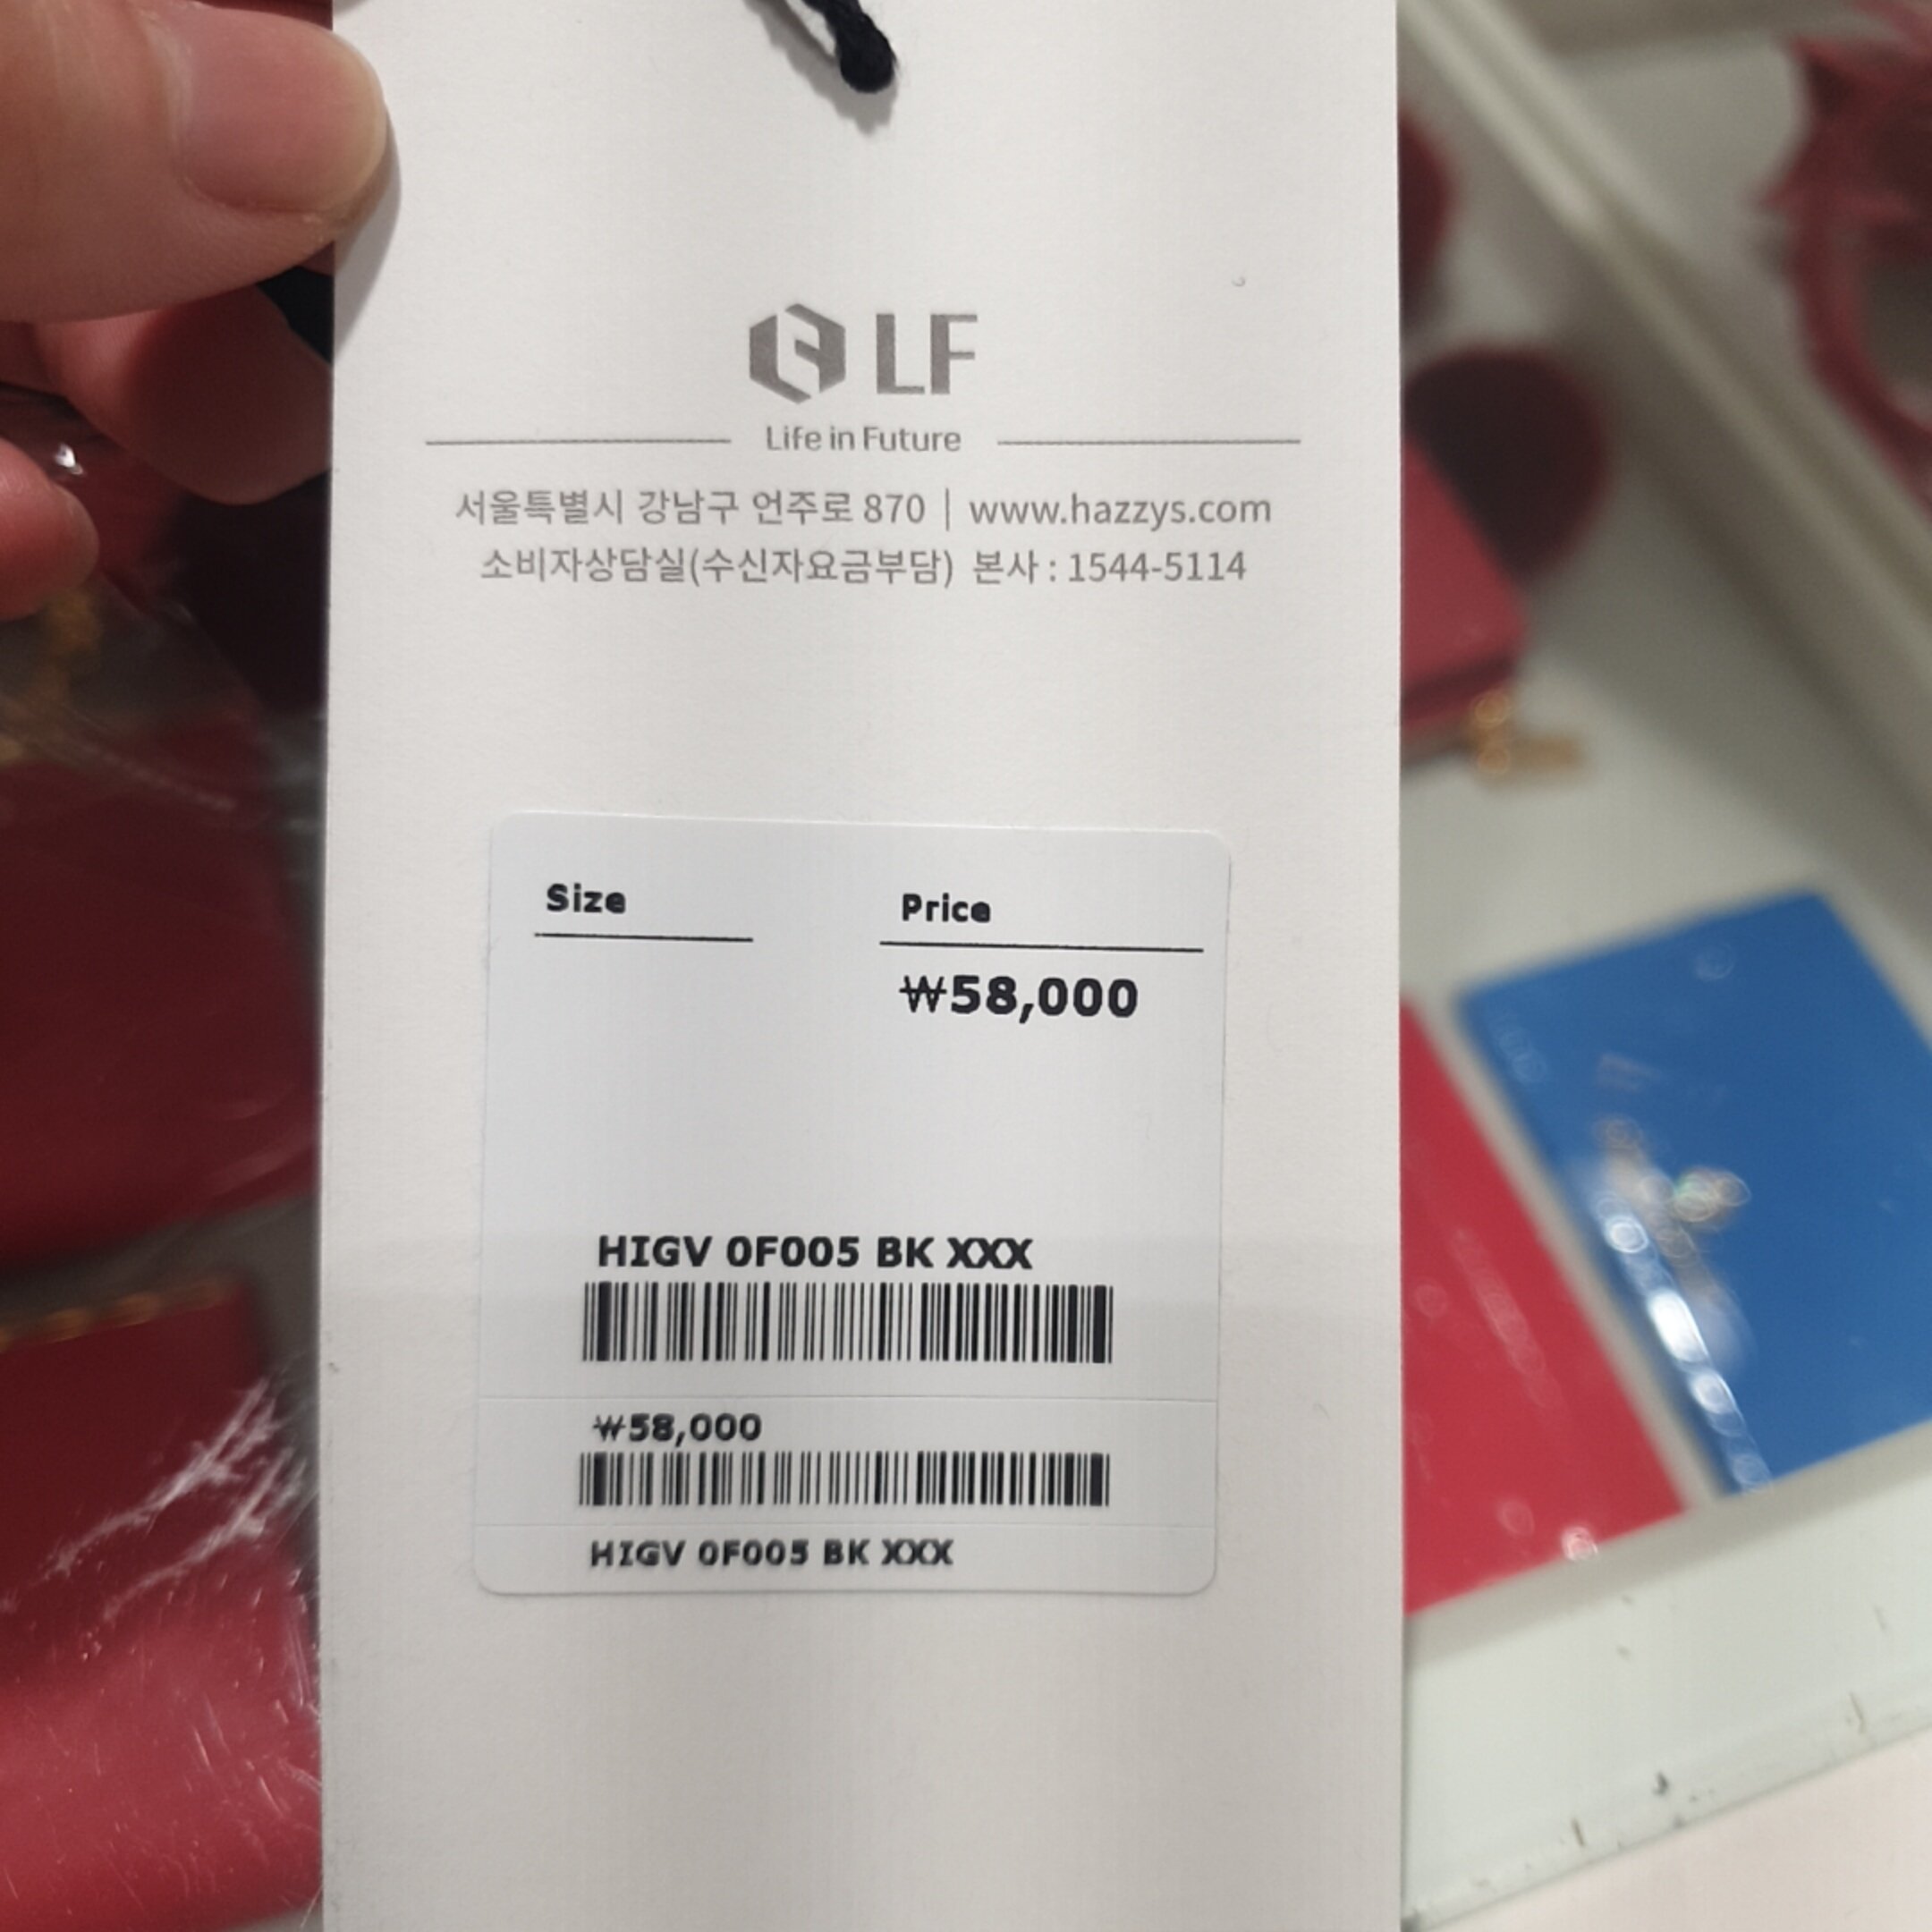 LF
Life in Future
서울특별시 강남구 언주로 870 | www.hazzys.com
소비자상담실(수신자요금부담) 본사 : 1544-5114
Size Price
₩58,000
HIGV 0F005 BK XXX
₩58,000
HIGV 0F005 BK XXX